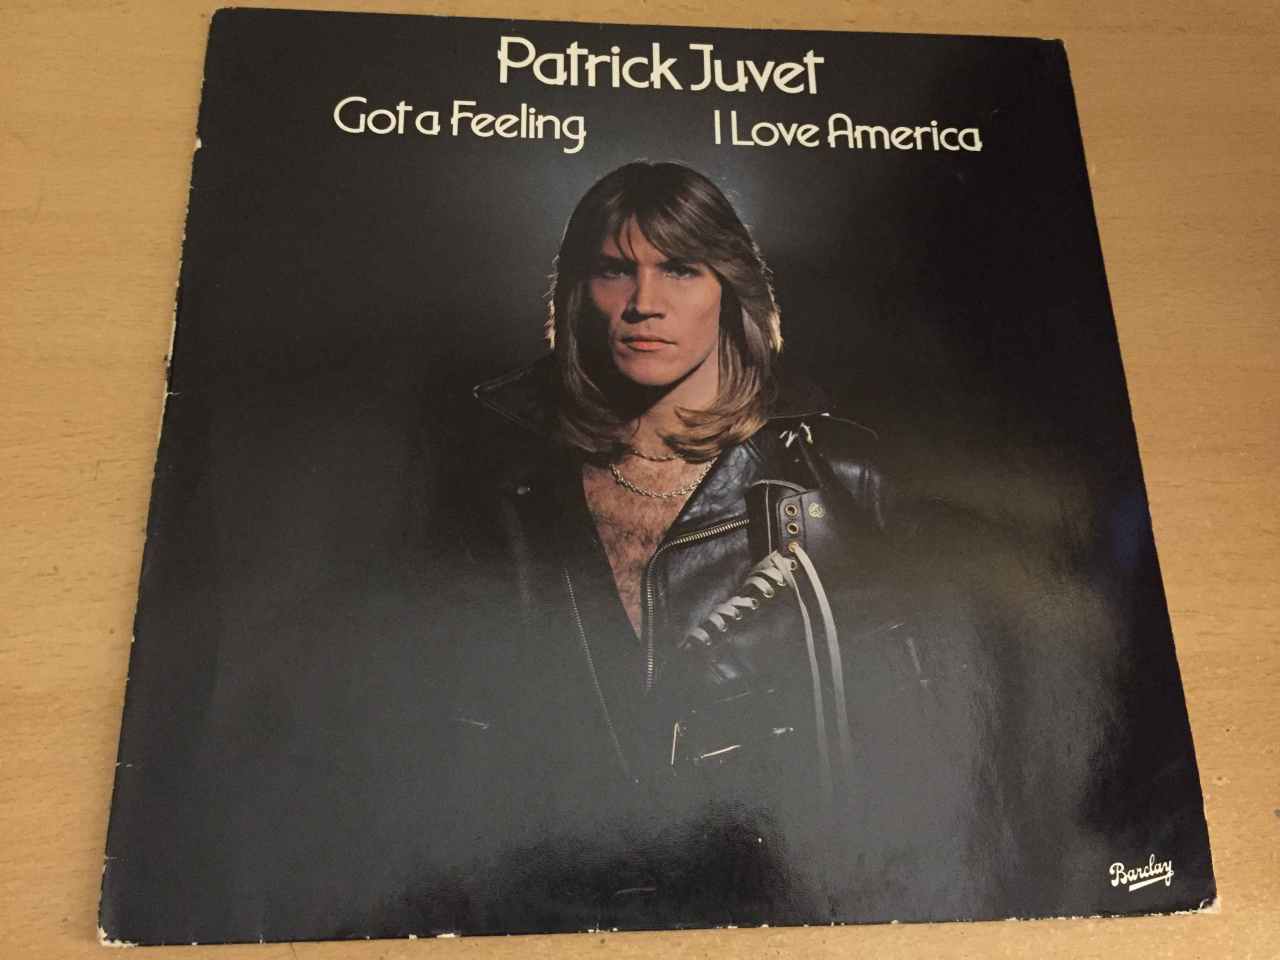 Patrick Juvet
Got a Feeling I Love America
Barclay